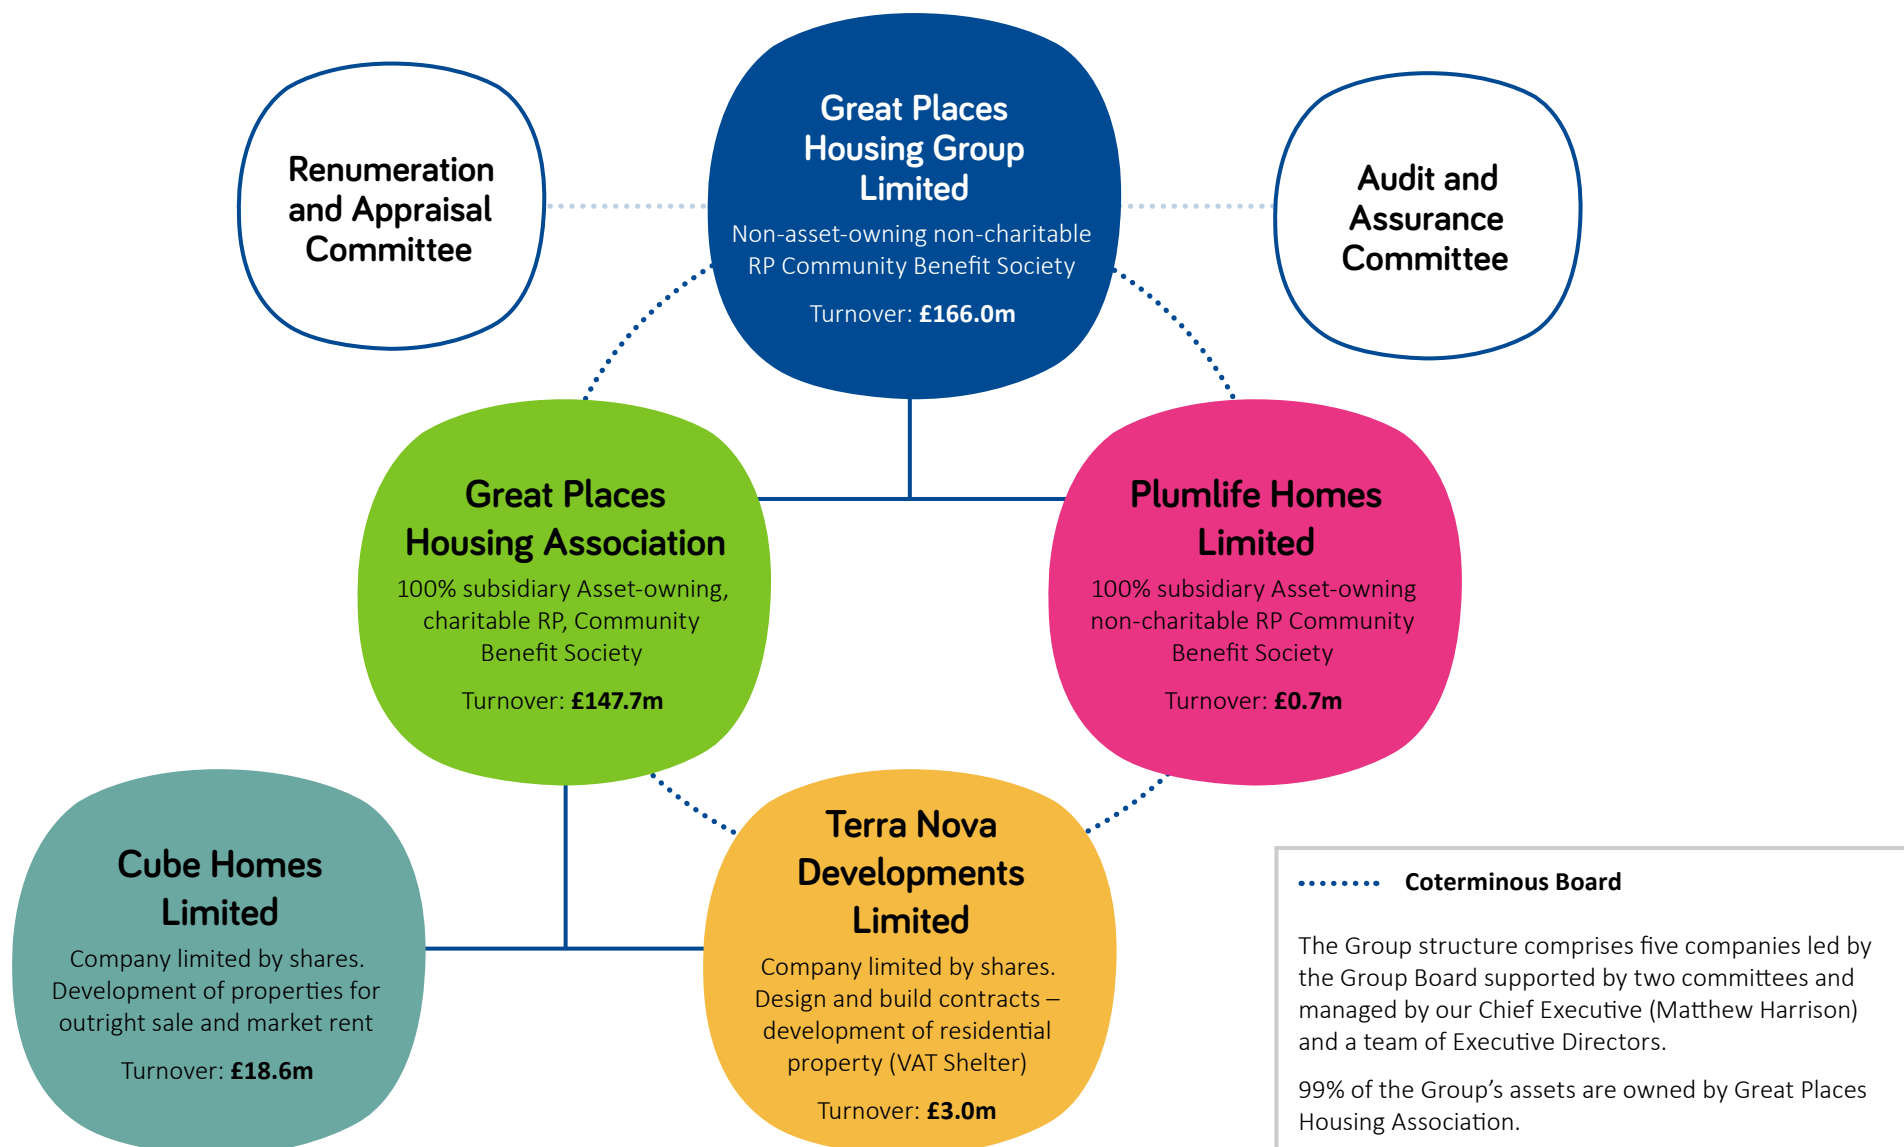 Great Places
Housing Group
Limited
Non-asset-owning non-charitable
RP Community Benefit Society
Turnover: £166.0m
Renumeration
and Appraisal
Committee
Audit and
Assurance
Committee
Great Places
Housing Association
100% subsidiary Asset-owning,
charitable RP, Community
Benefit Society
Turnover: £147.7m
Plumlife Homes
Limited
100% subsidiary Asset-owning
non-charitable RP Community
Benefit Society
Turnover: £0.7m
Cube Homes
Limited
Company limited by shares.
Development of properties for
outright sale and market rent
Turnover: £18.6m
Terra Nova
Developments
Limited
Company limited by shares.
Design and build contracts –
development of residential
property (VAT Shelter)
Turnover: £3.0m
Coterminous Board
The Group structure comprises five companies led by
the Group Board supported by two committees and
managed by our Chief Executive (Matthew Harrison)
and a team of Executive Directors.
99% of the Group’s assets are owned by Great Places
Housing Association.